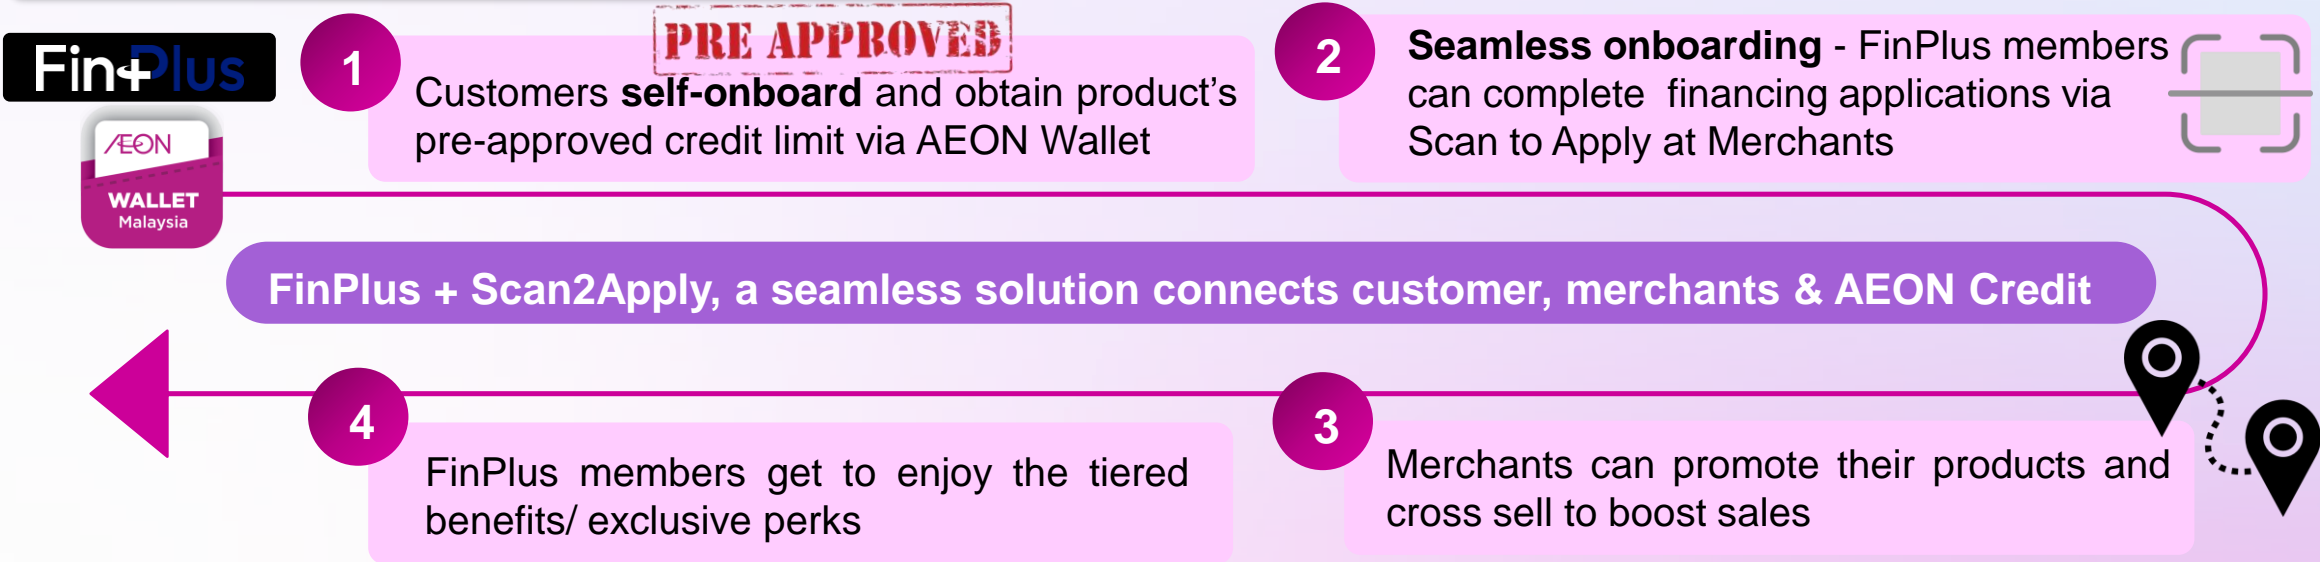 Fin+Plus
ÆON
WALLET
Malaysia
1
PRE APPROVED
Customers self-onboard and obtain product's
pre-approved credit limit via AEON Wallet
2
Seamless onboarding - FinPlus members
can complete financing applications via
Scan to Apply at Merchants
FinPlus + Scan2Apply, a seamless solution connects customer, merchants & AEON Credit
3
Merchants can promote their products and
cross sell to boost sales
4
FinPlus members get to enjoy the tiered
benefits/ exclusive perks